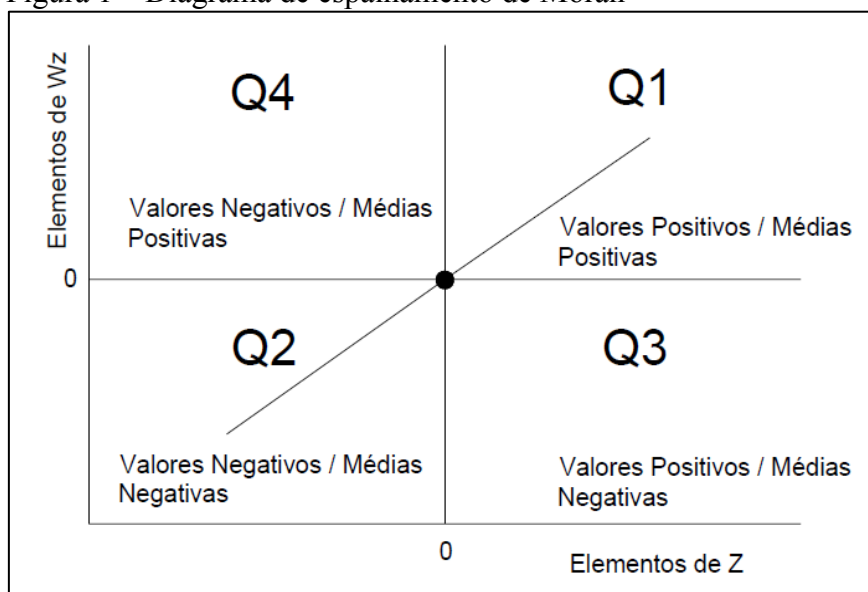 Figura 1 – Diagrama de espalhamento de Moran
Elementos de Wz
Q4
Q1
Valores Negativos / Médias
Positivas
Valores Positivos / Médias
Positivas
0
Q2
Q3
Valores Negativos / Médias
Negativas
Valores Positivos / Médias
Negativas
0
Elementos de Z